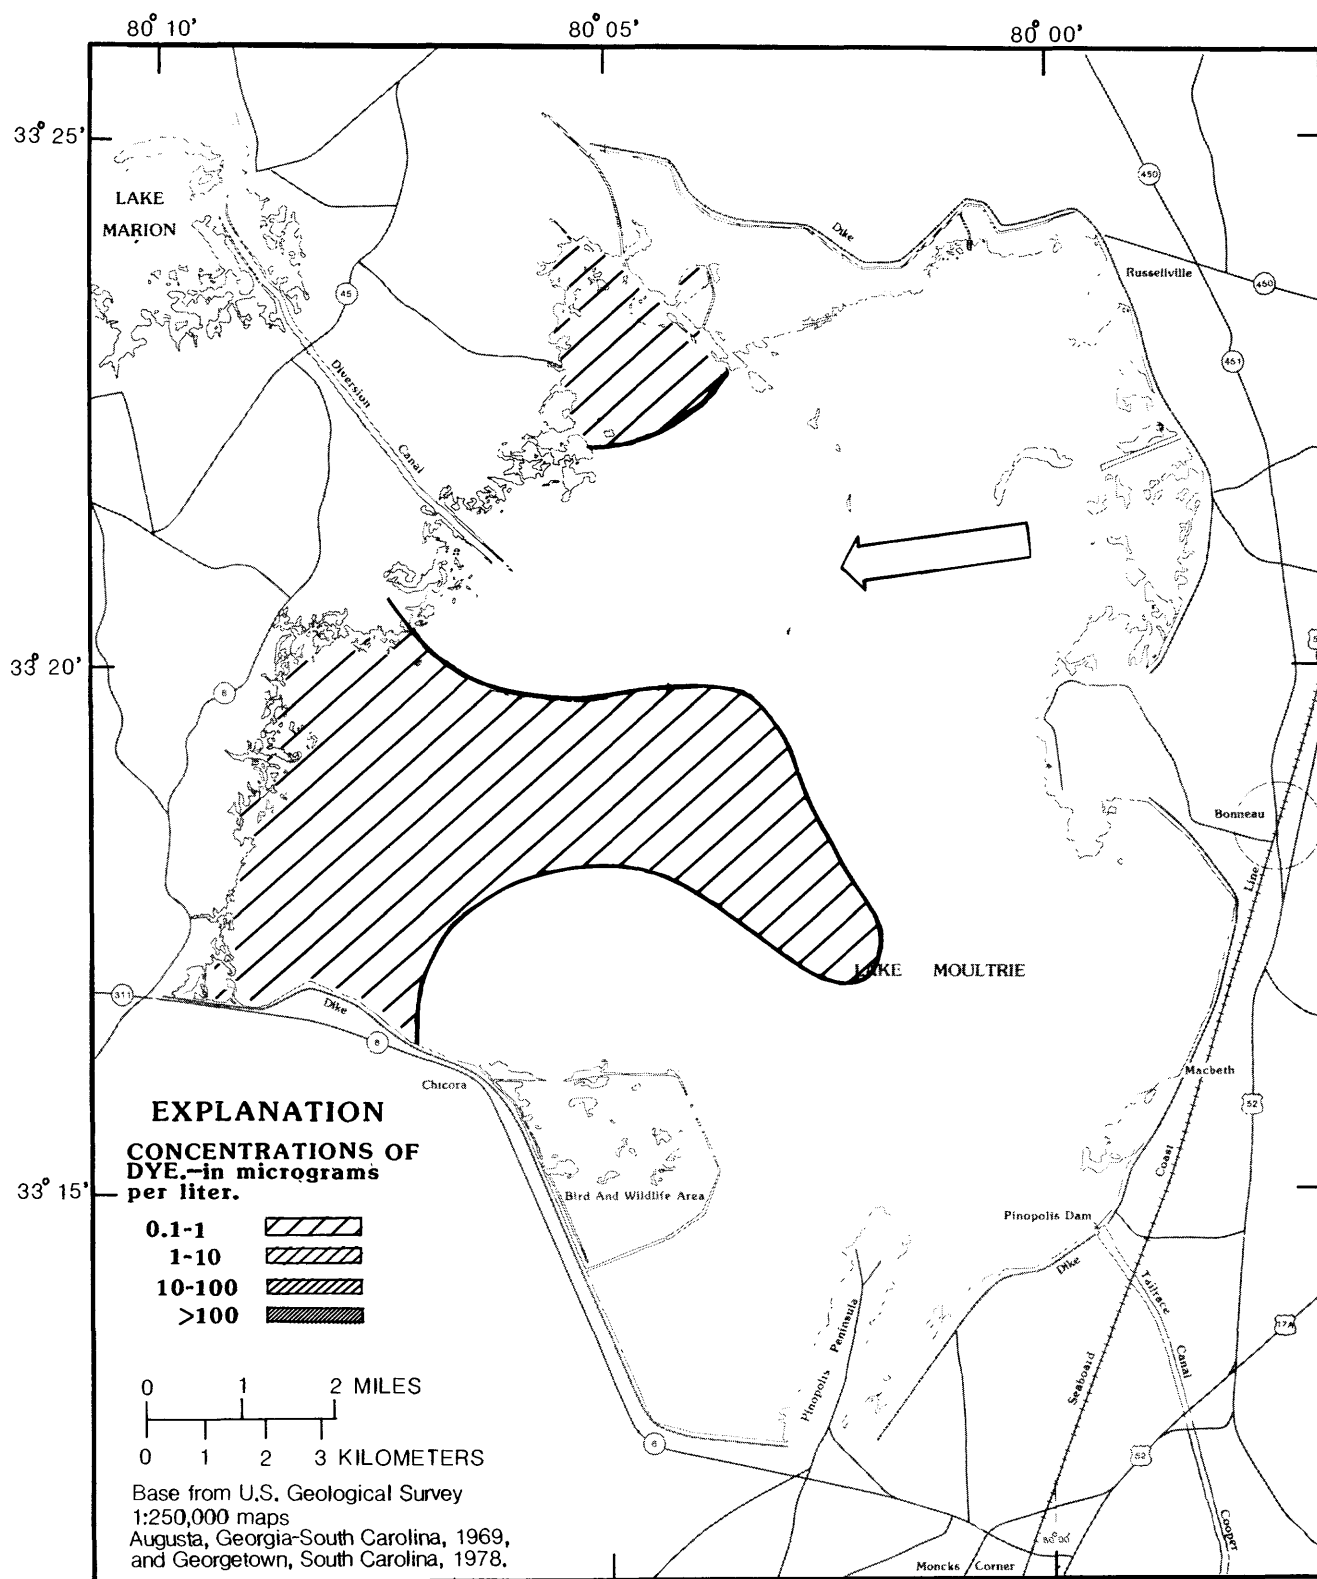 80° 10'
80° 05'
80° 00'
33° 25'
LAKE
MARION
450
Dike
Russellville
45
450
451
Diversion
Canal
33° 20'
6
5
Bonneau
Line
LAKE MOULTRIE
311
Dike
6
Chicora
Macbeth
52
EXPLANATION
CONCENTRATIONS OF
DYE.—in micrograms
per liter.
0.1-1
1-10
10-100
>100
Coast
33° 15'
Bird And Wildlife Area
Pinopolis Dam
Dike
Tailrace
Canal
Cooper
17A
Pinopolis Peninsula
Seaboard
0 1 2 MILES
0 1 2 3 KILOMETERS
6
52
80°00'
Moncks Corner
Base from U.S. Geological Survey
1:250,000 maps
Augusta, Georgia-South Carolina, 1969,
and Georgetown, South Carolina, 1978.